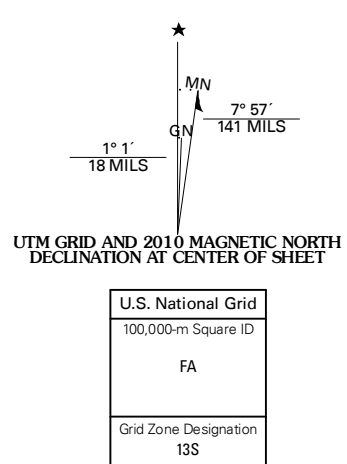 ★
MN
7° 57´
141 MILS
GN
1° 1´
18 MILS
UTM GRID AND 2010 MAGNETIC NORTH
DECLINATION AT CENTER OF SHEET
U.S. National Grid
100,000-m Square ID
FA
Grid Zone Designation
13S